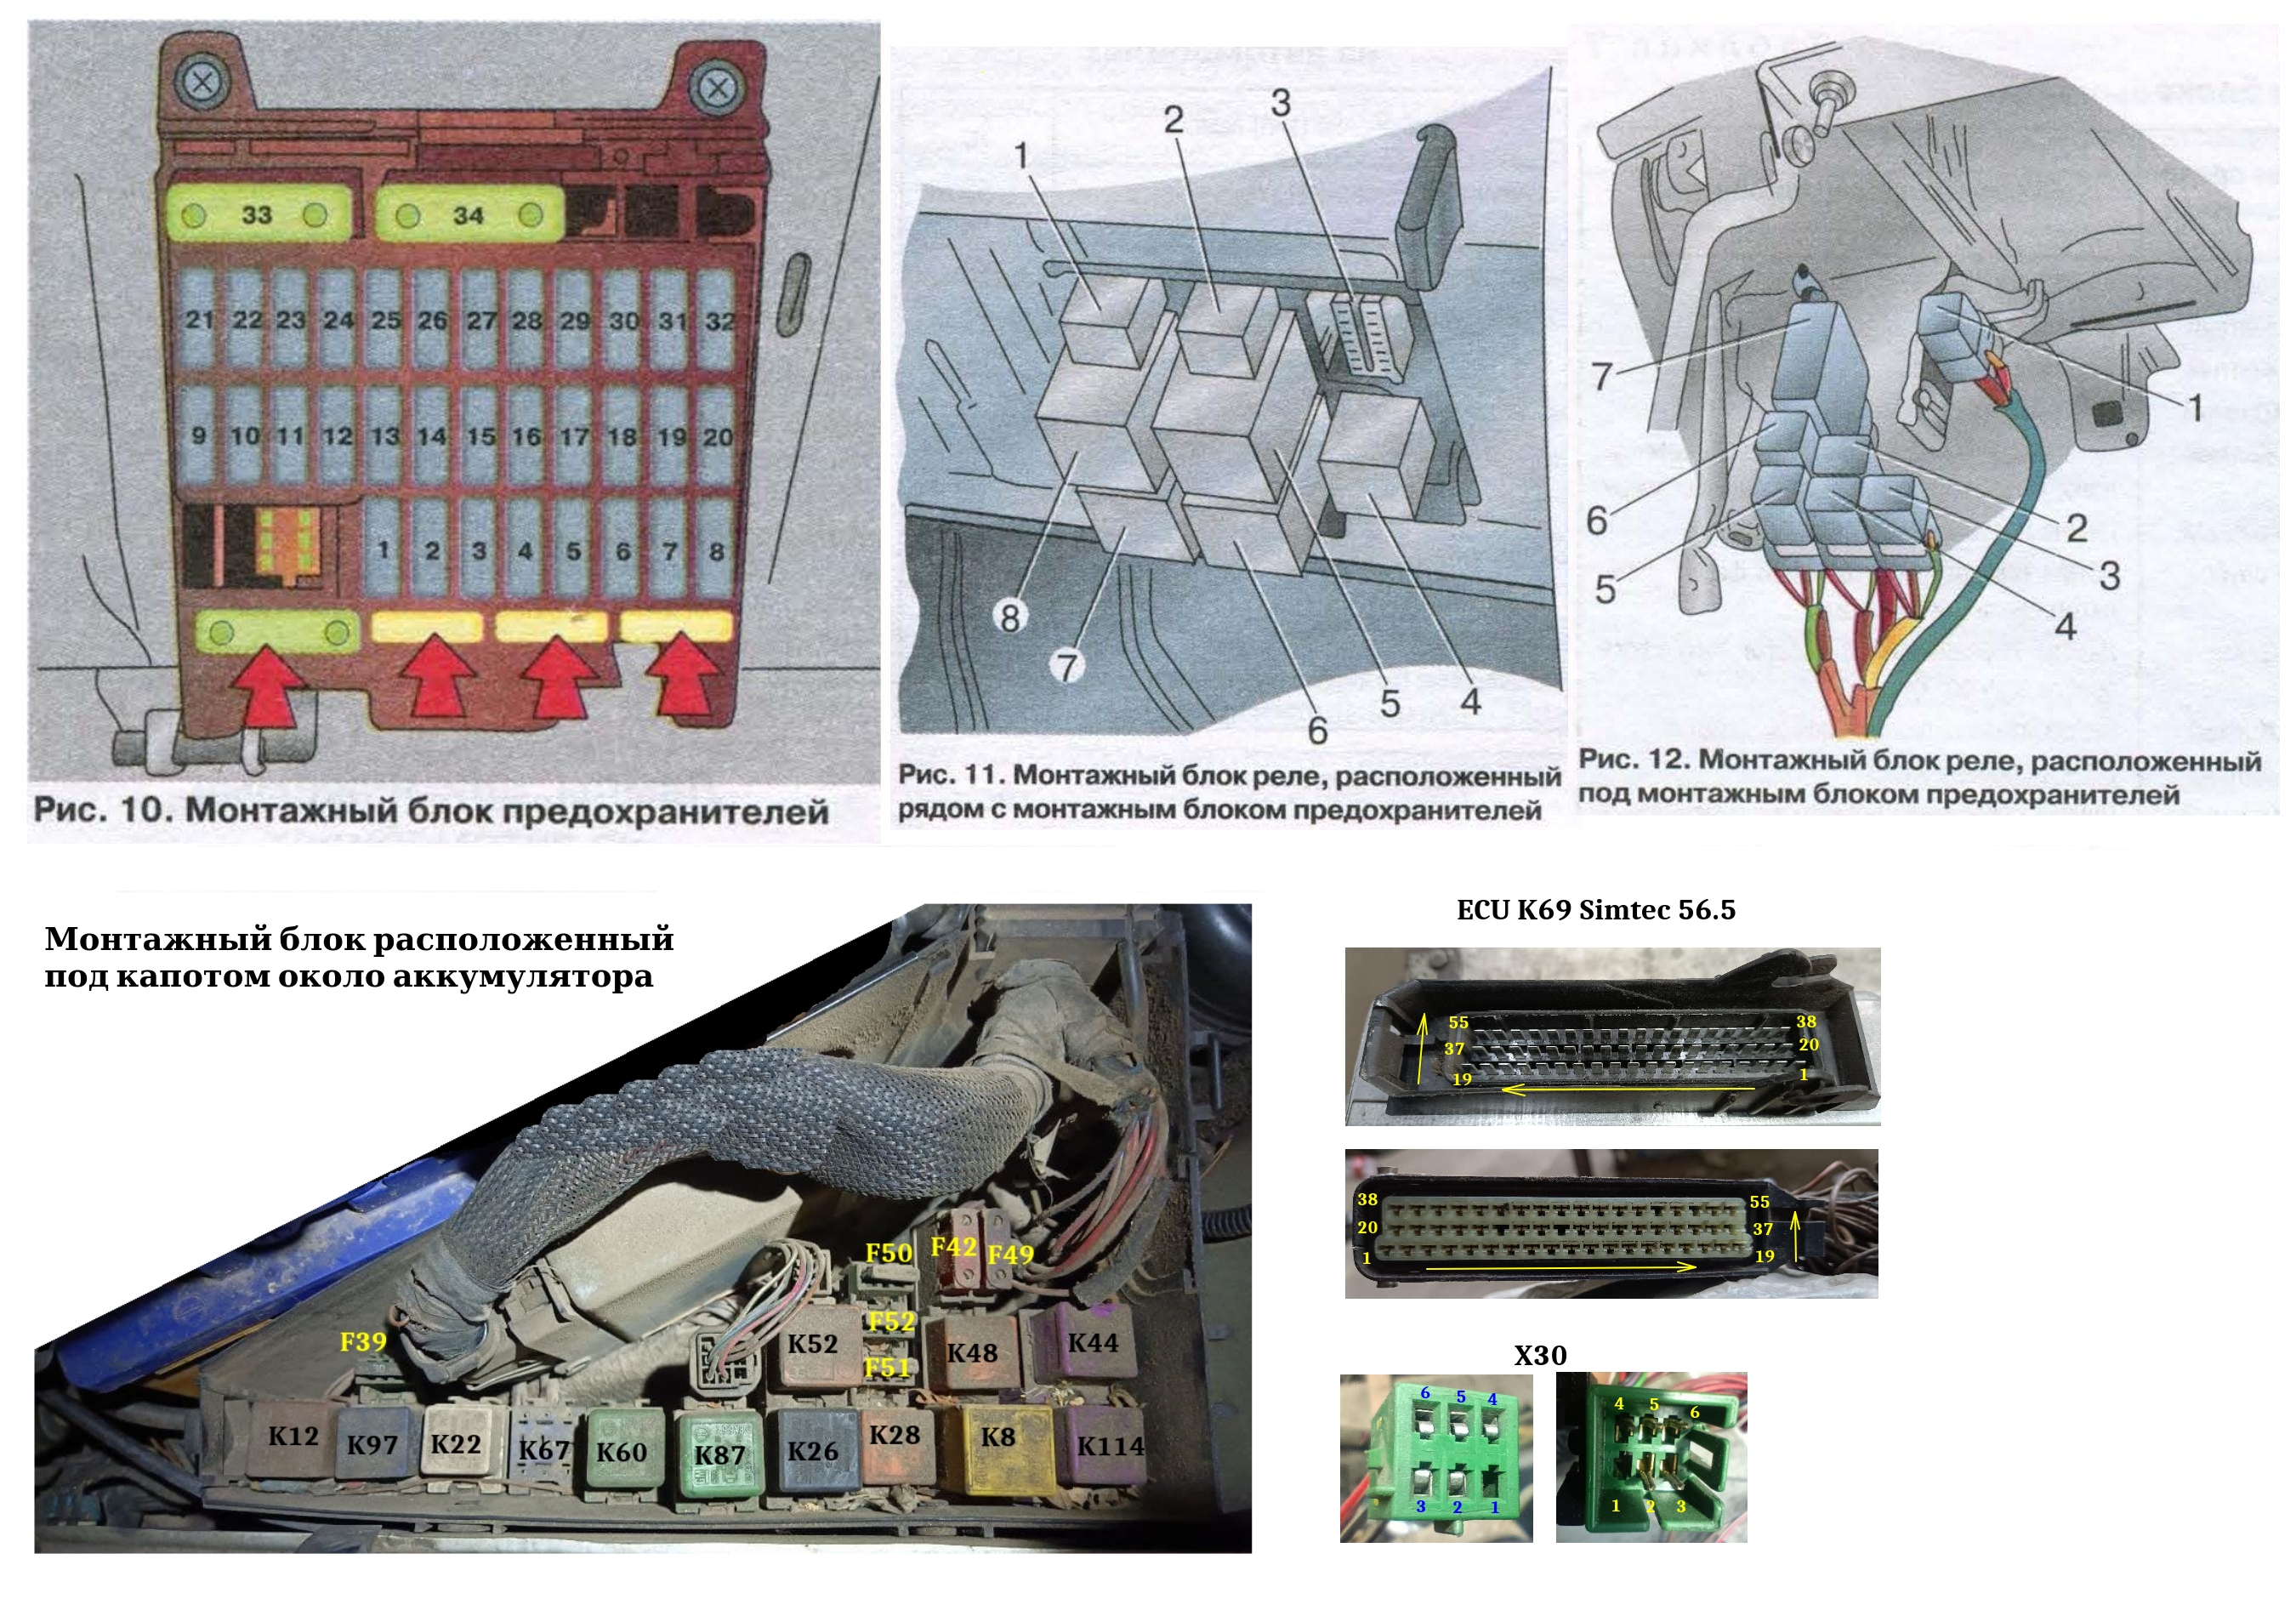 33 34
21 22 23 24 25 26 27 28 29 30 31 32
9 10 11 12 13 14 15 16 17 18 19 20
1 2 3 4 5 6 7 8
Рис. 10. Монтажный блок предохранителей
1 2 3
8 7 6 5 4
Рис. 11. Монтажный блок реле, расположенный
рядом с монтажным блоком предохранителей
7 1
6 2
5 3
4
Рис. 12. Монтажный блок реле, расположенный
под монтажным блоком предохранителей
Монтажный блок расположенный
под капотом около аккумулятора
F50 F42 F49
F39 K52 F52 K48 K44
F51
K12 K97 K22 K67 K60 K87 K26 K28 K8 K114
ECU K69 Simtec 56.5
55 38
37 20
19 1
38 55
20 37
1 19
X30
6 5 4
3 2 1
4 5 6
1 2 3